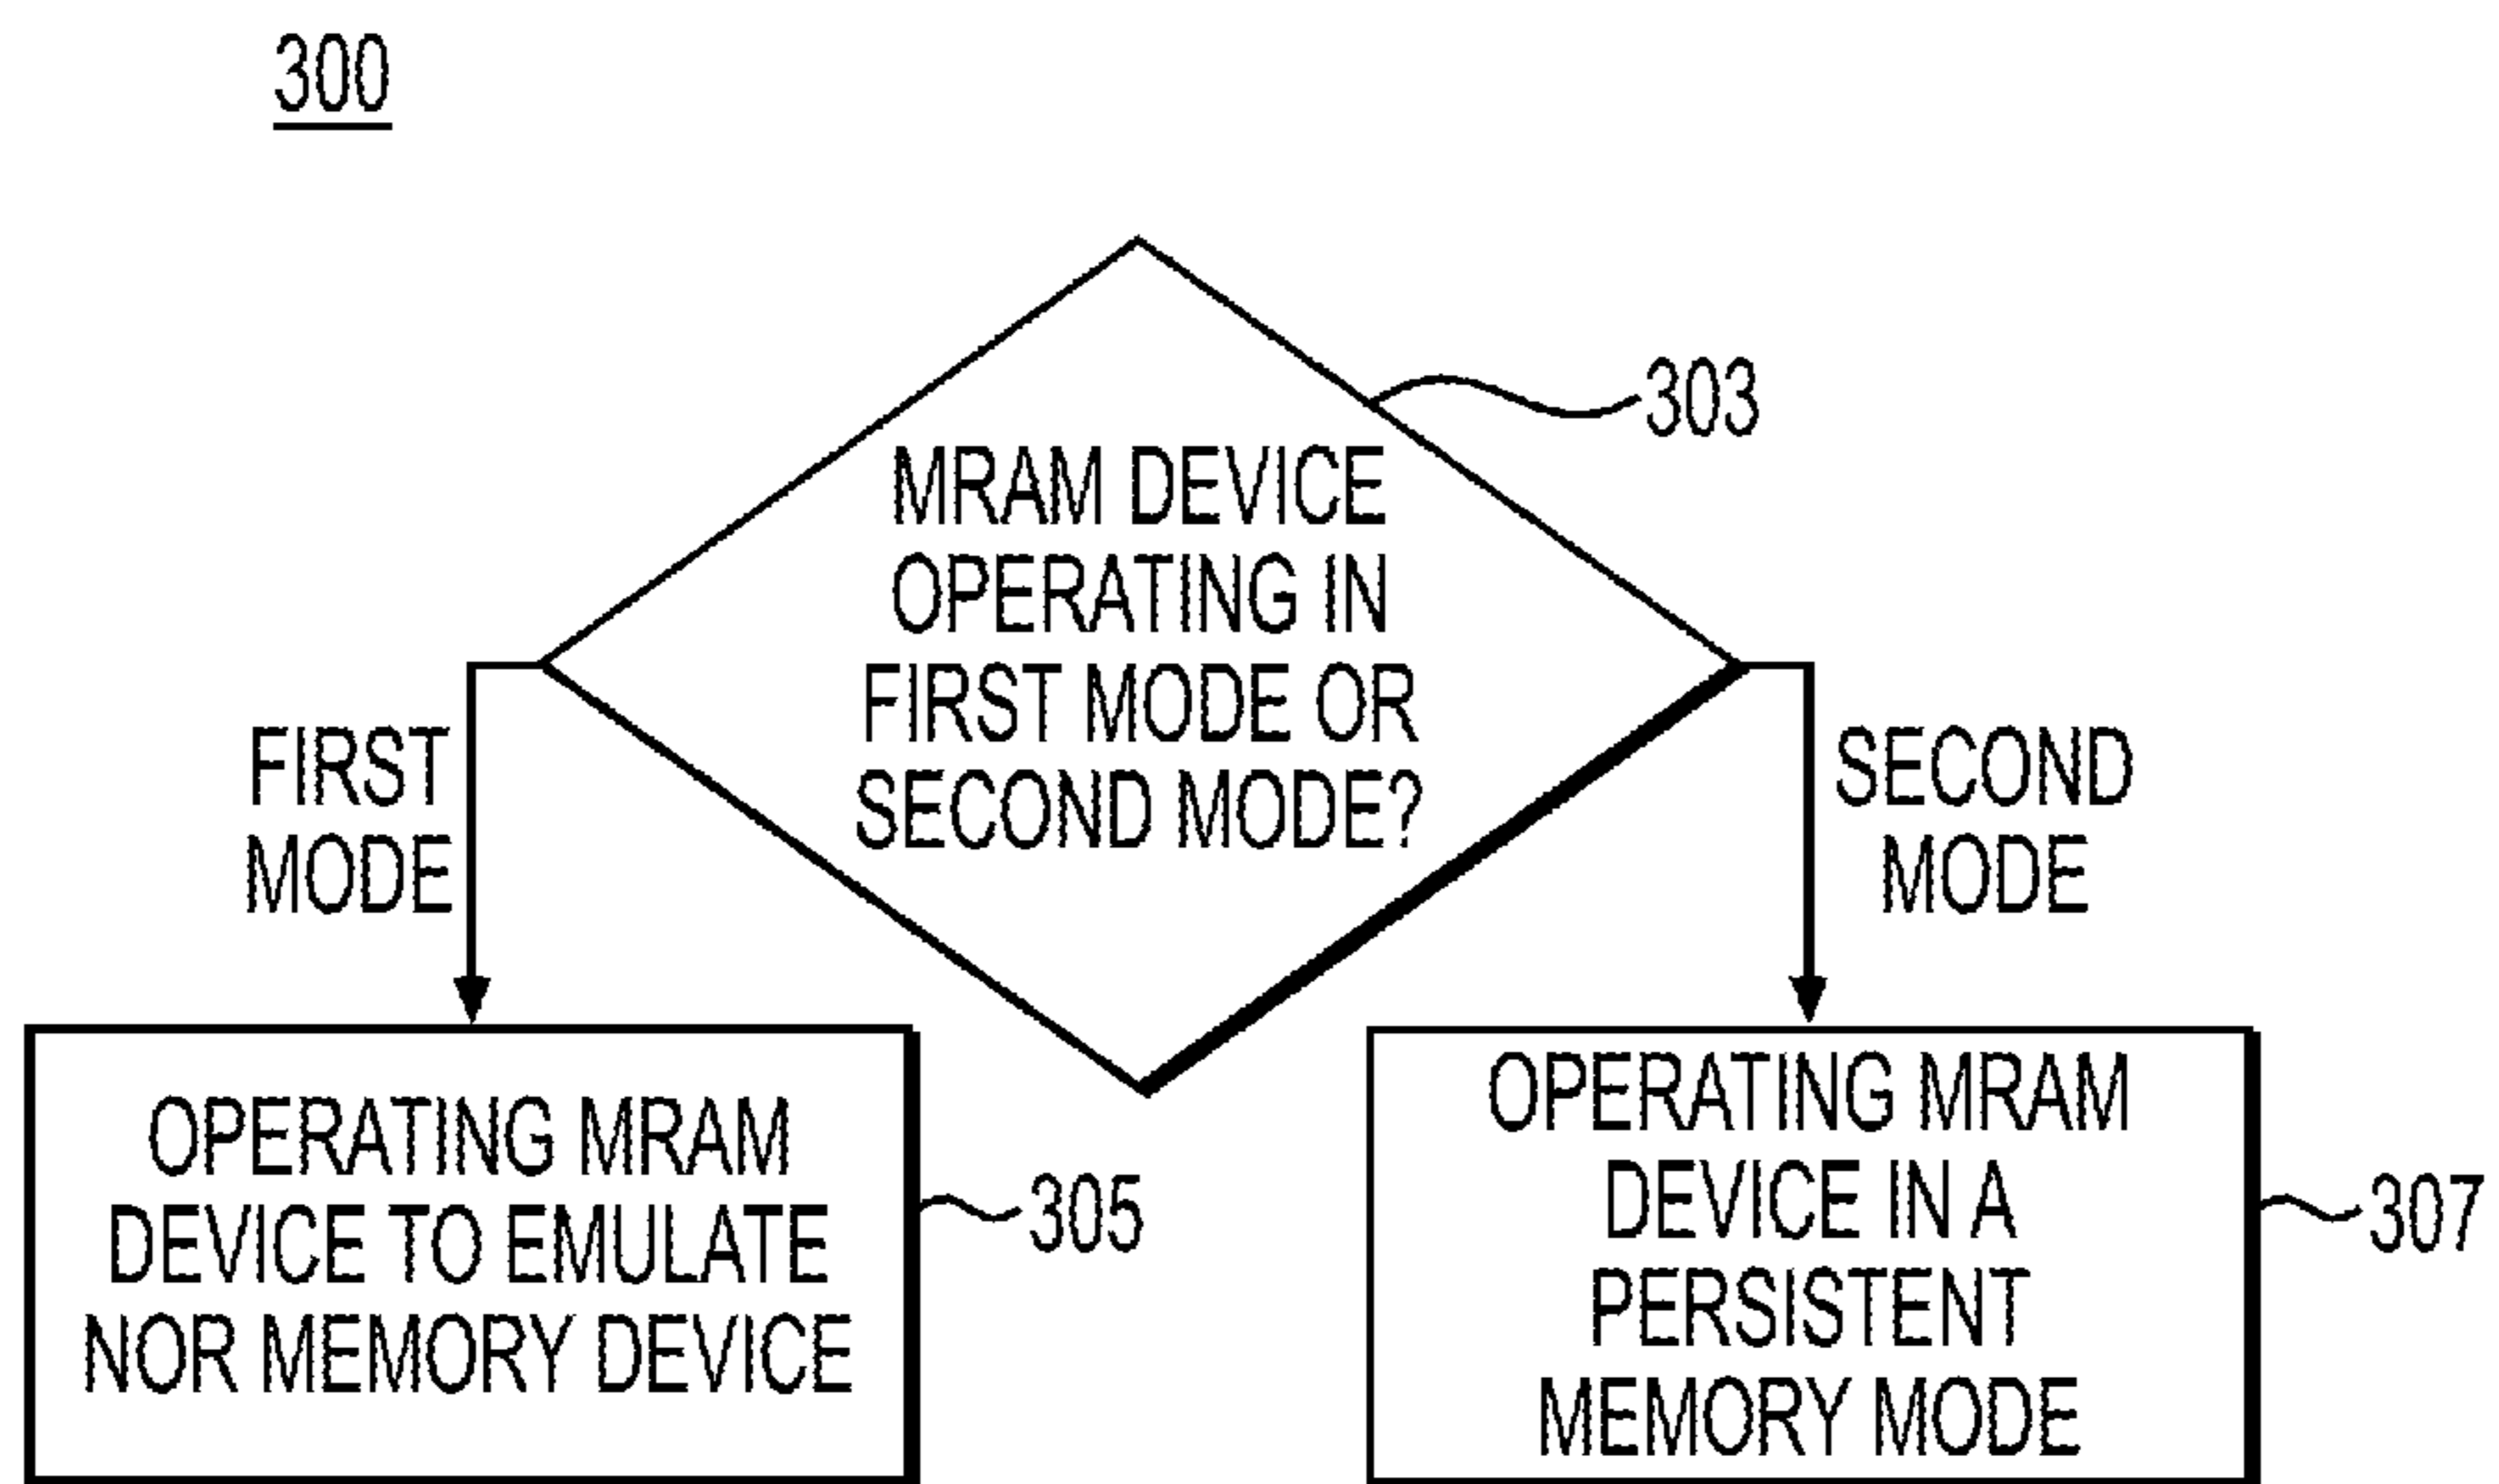 300
303
MRAM DEVICE
OPERATING IN
FIRST MODE OR
SECOND MODE?
FIRST
MODE
SECOND
MODE
OPERATING MRAM
DEVICE TO EMULATE
NOR MEMORY DEVICE
305
OPERATING MRAM
DEVICE IN A
PERSISTENT
MEMORY MODE
307